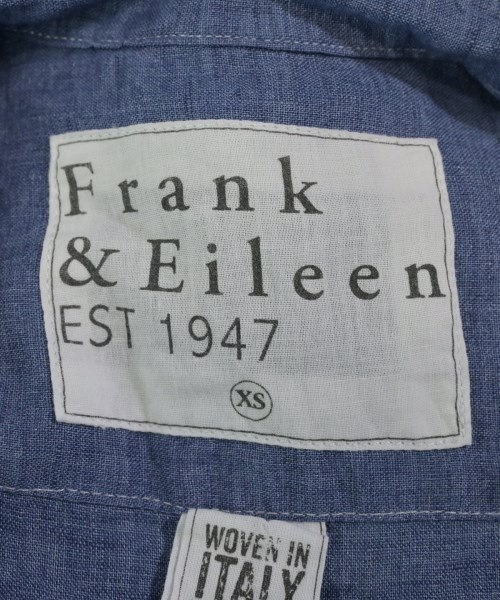 Frank
& Eileen
EST 1947
XS
WOVEN IN
ITALY